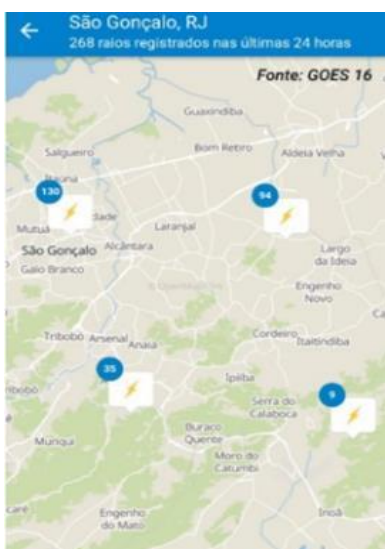 São Gonçalo, RJ
268 raios registrados nas últimas 24 horas
Fonte: GOES 16
Guaxindiba
Salgueiro
Bom Retiro
Aldeia Velha
Itaúna
130
94
Mutuá
Laranjal
São Gonçalo
Alcântara
Largo
da Ideia
Galo Branco
Engenho
Novo
Tribobó
Arsenal
Anaia
Cordeiro
Itaitindiba
35
Ipiíba
9
Serra do
Calaboca
Muriqui
Buraco
Quente
Morro do
Catumbi
Engenho
do Mato
Inoã